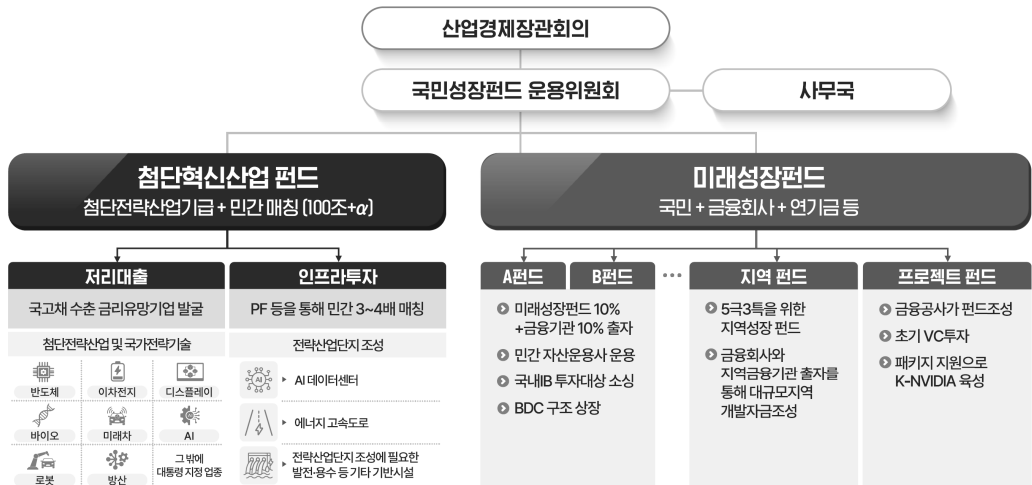 산업경제장관회의
국민성장펀드 운용위원회
사무국
첨단혁신산업 펀드
첨단전략산업기급 + 민간 매칭 (100조+α)
미래성장펀드
국민 + 금융회사 + 연기금 등
저리대출
국고채 수춘 금리유망기업 발굴
첨단전략산업 및 국가전략기술
반도체
이차전지
디스플레이
바이오
미래차
AI
로봇
방산
그 밖에
대통령 지정 업종
인프라투자
PF 등을 통해 민간 3~4배 매칭
전략산업단지 조성
AI
▸ AI 데이터센터
▸ 에너지 고속도로
▸ 전략산업단지 조성에 필요한
발전·용수 등 기타 기반시설
A펀드
B펀드
미래성장펀드 10%
+금융기관 10% 출자
민간 자산운용사 운용
국내IB 투자대상 소싱
BDC 구조 상장
···
지역 펀드
5극3특을 위한
지역성장 펀드
금융회사와
지역금융기관 출자를
통해 대규모지역
개발자금조성
프로젝트 펀드
금융공사가 펀드조성
초기 VC투자
패키지 지원으로
K-NVIDIA 육성